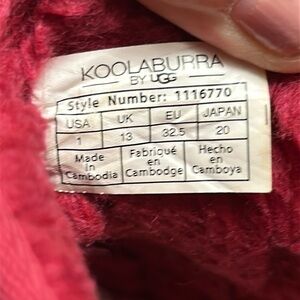 KOOLABURRA
BY UGG
Style Number: 1116770
USA UK EU JAPAN
1 13 32.5 20
Made Fabriqué Hecho
in en en
Cambodia Cambodge Camboya